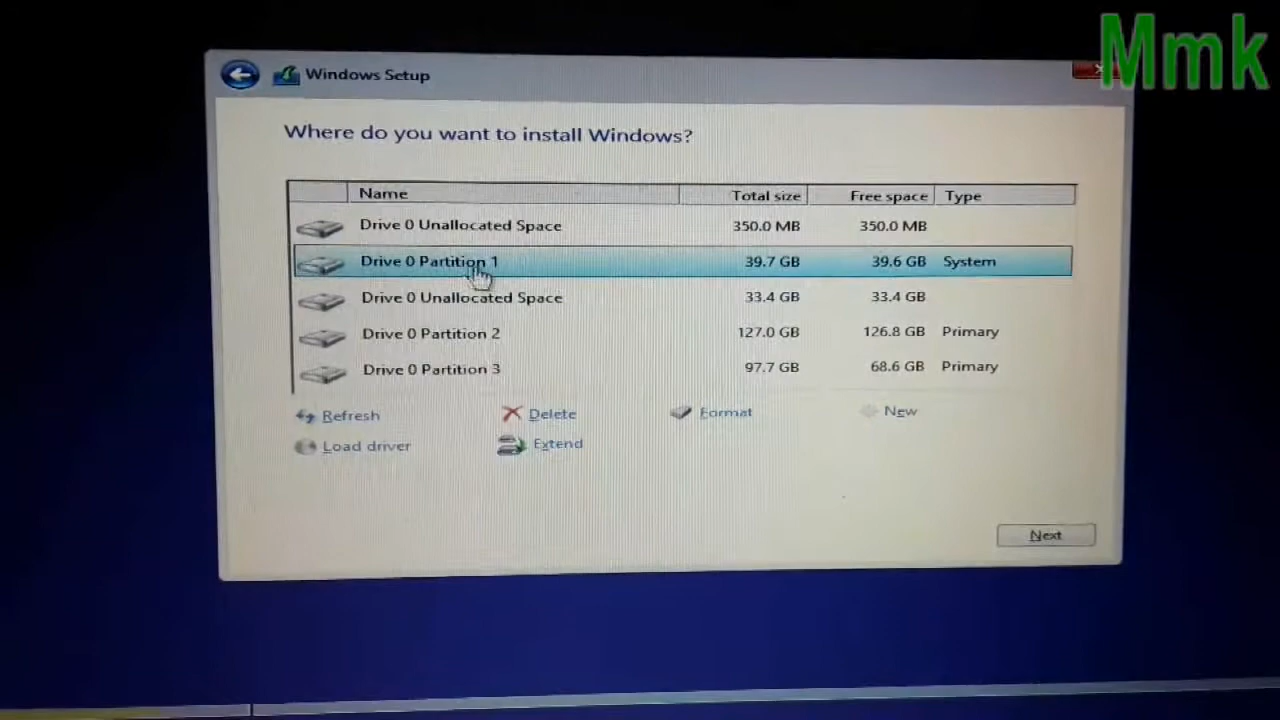 Mmk
Windows Setup
Where do you want to install Windows?
Name Total size Free space Type
Drive 0 Unallocated Space 350.0 MB 350.0 MB
Drive 0 Partition 1 39.7 GB 39.6 GB System
Drive 0 Unallocated Space 33.4 GB 33.4 GB
Drive 0 Partition 2 127.0 GB 126.8 GB Primary
Drive 0 Partition 3 97.7 GB 68.6 GB Primary
Refresh Delete Format New
Load driver Extend
Next